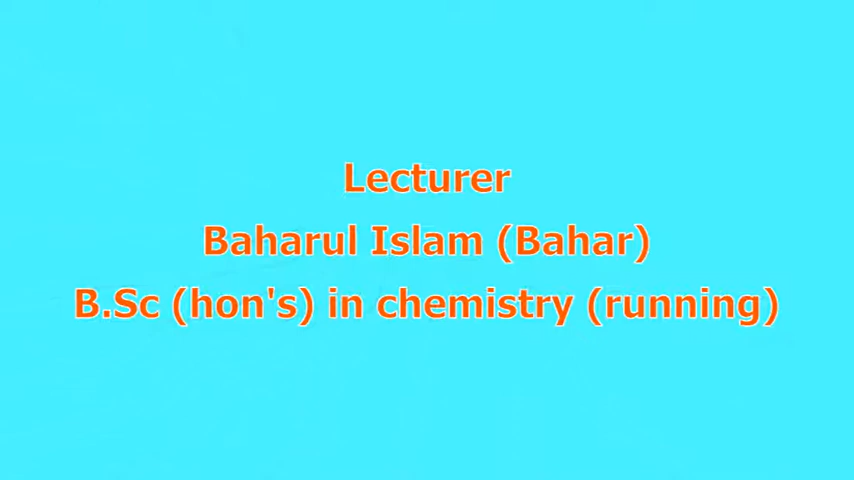 Lecturer
Baharul Islam (Bahar)
B.Sc (hon's) in chemistry (running)